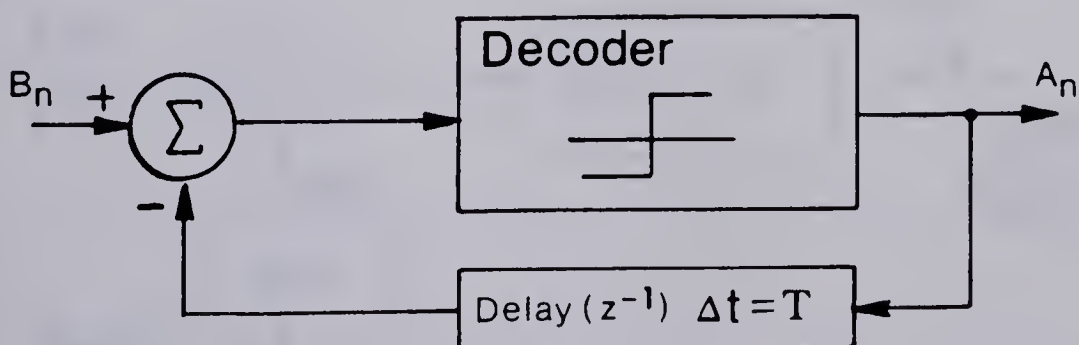 Decoder
B_n + Σ A_n
-
Delay (z⁻¹) Δt = T